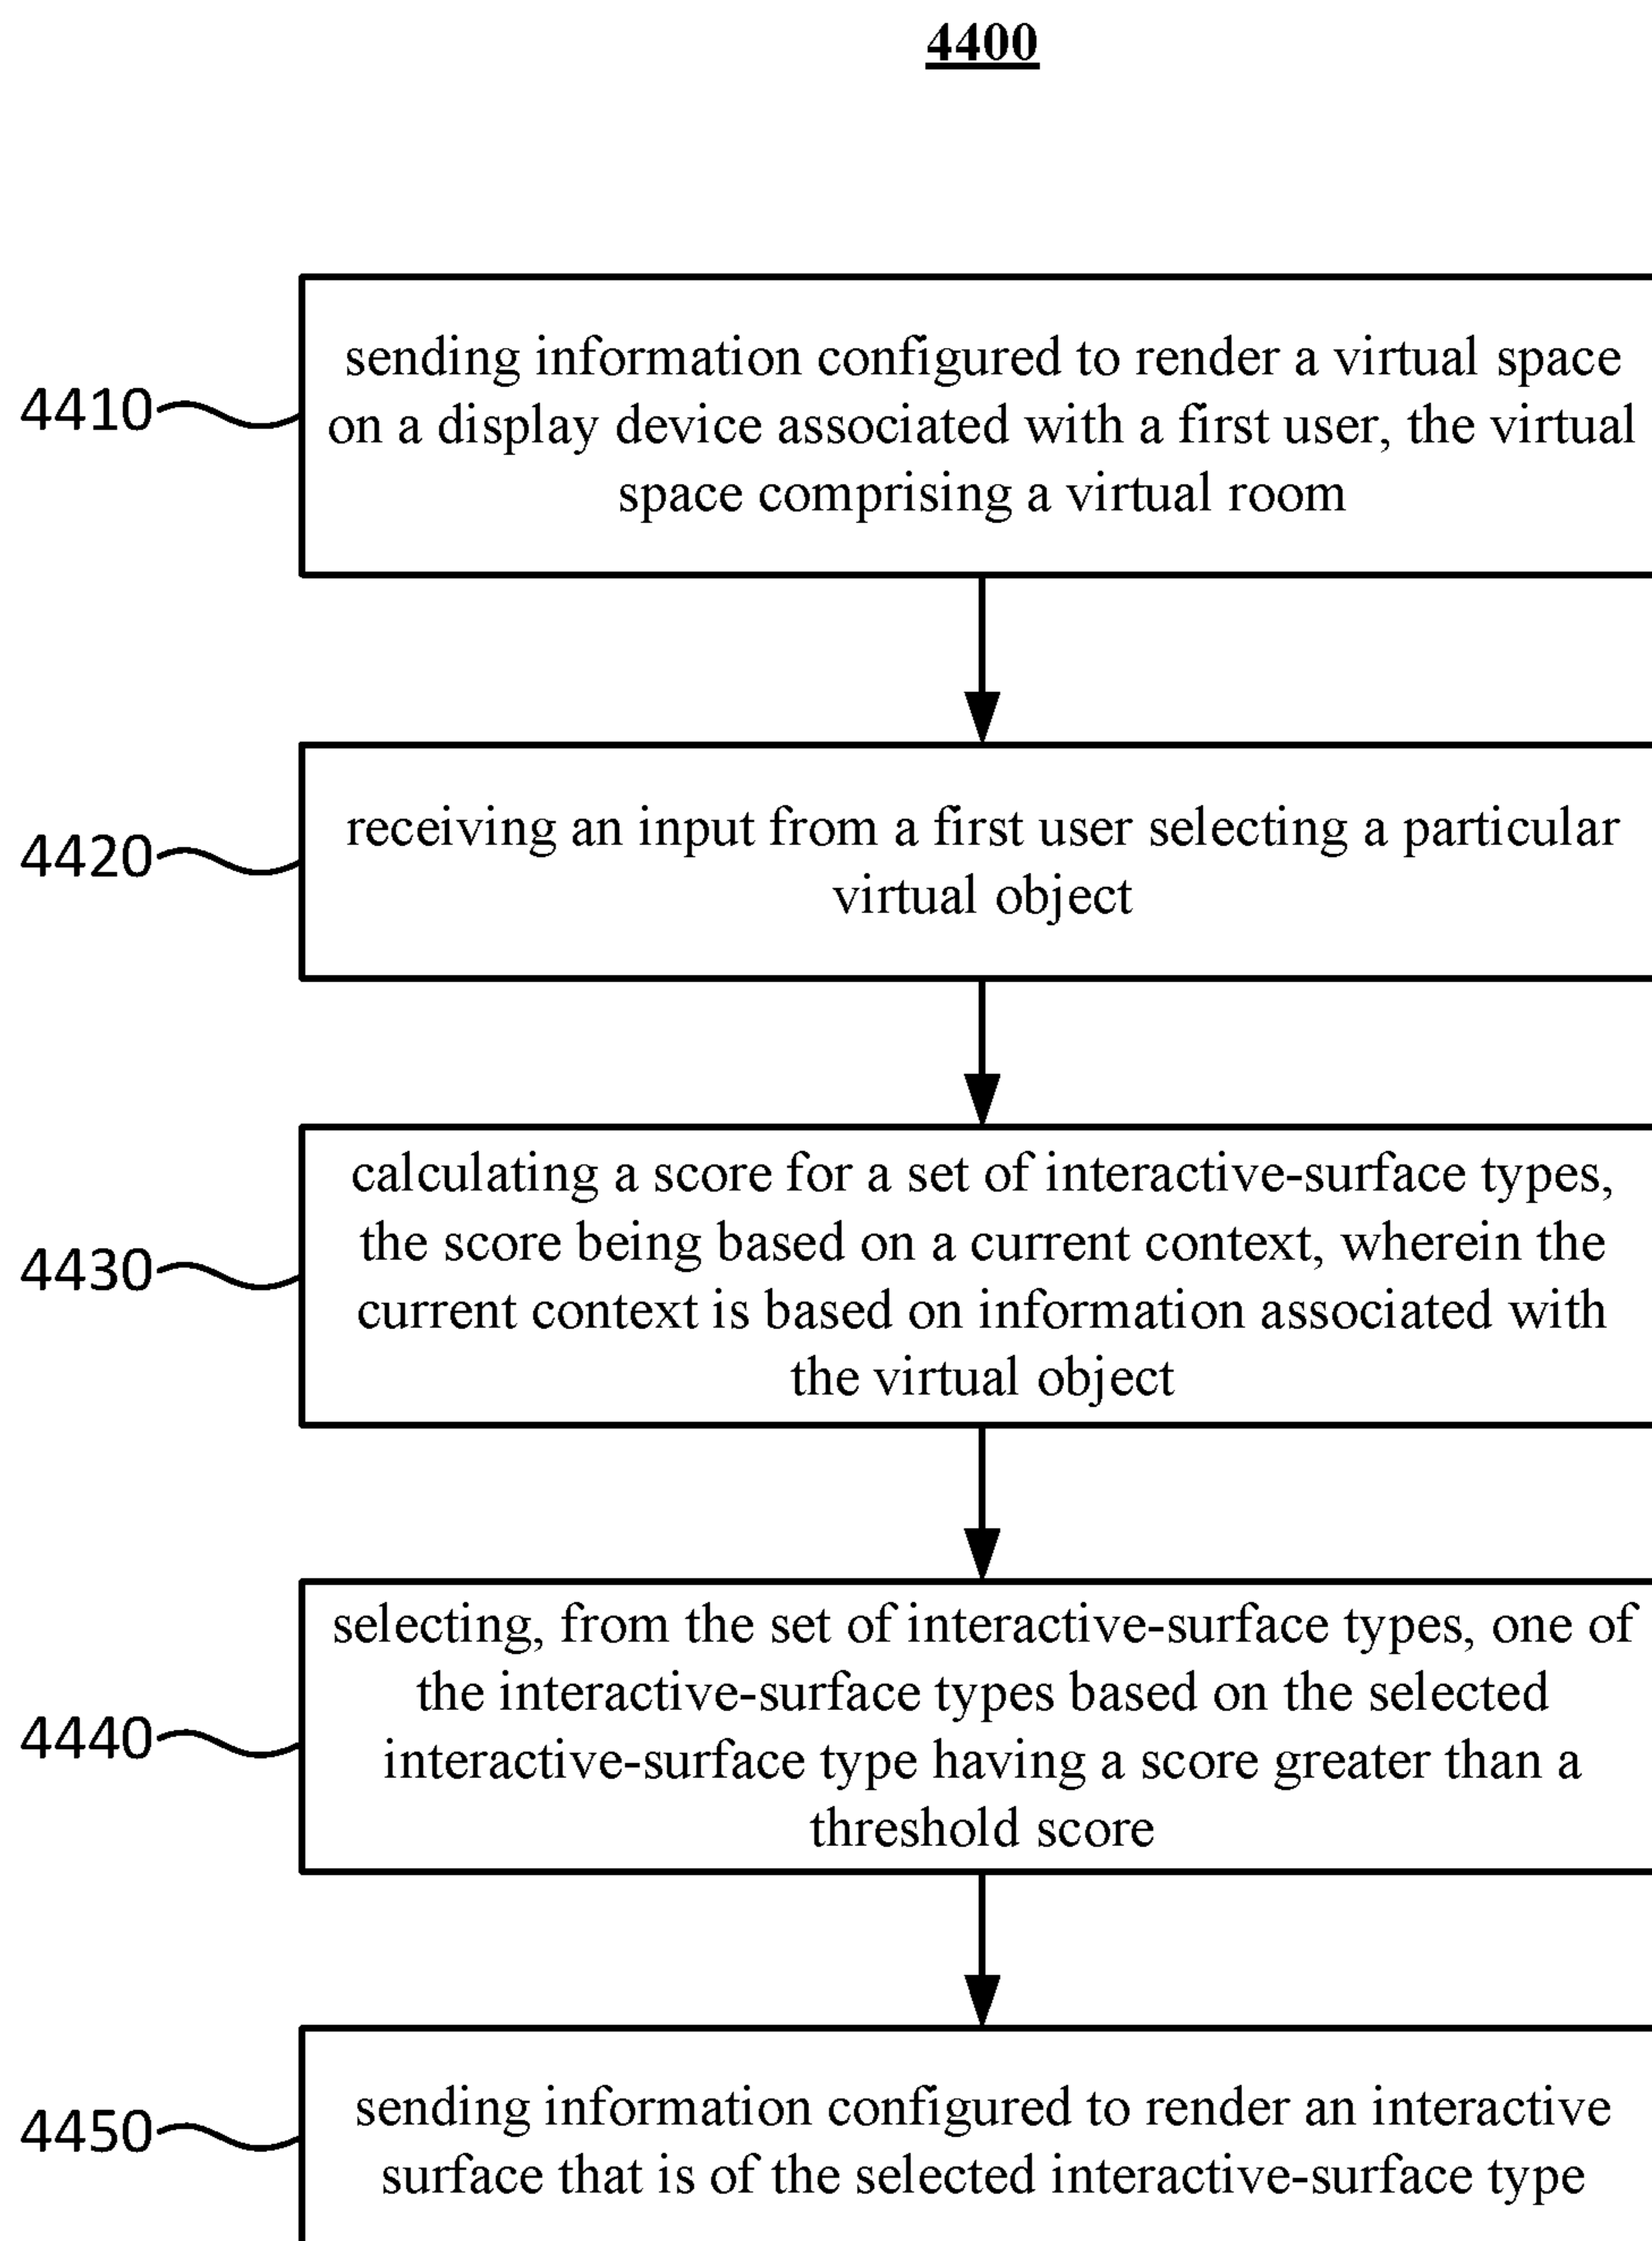 4400
4410
sending information configured to render a virtual space
on a display device associated with a first user, the virtual
space comprising a virtual room
4420
receiving an input from a first user selecting a particular
virtual object
4430
calculating a score for a set of interactive-surface types,
the score being based on a current context, wherein the
current context is based on information associated with
the virtual object
4440
selecting, from the set of interactive-surface types, one of
the interactive-surface types based on the selected
interactive-surface type having a score greater than a
threshold score
4450
sending information configured to render an interactive
surface that is of the selected interactive-surface type